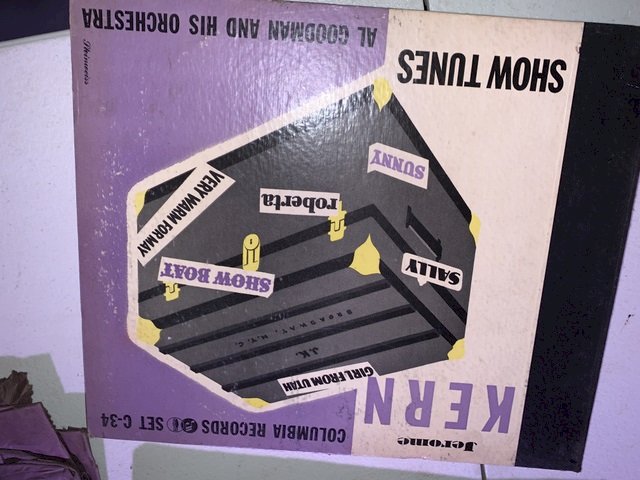 Jerome
KERN
COLUMBIA RECORDS SET C-34
GIRL FROM UTAH
J.K.
BROADWAY, N.Y.C.
SHOW BOAT
SALLY
roberta
VERY WARM FOR MAY
SUNNY
SHOW TUNES
AL GOODMAN AND HIS ORCHESTRA